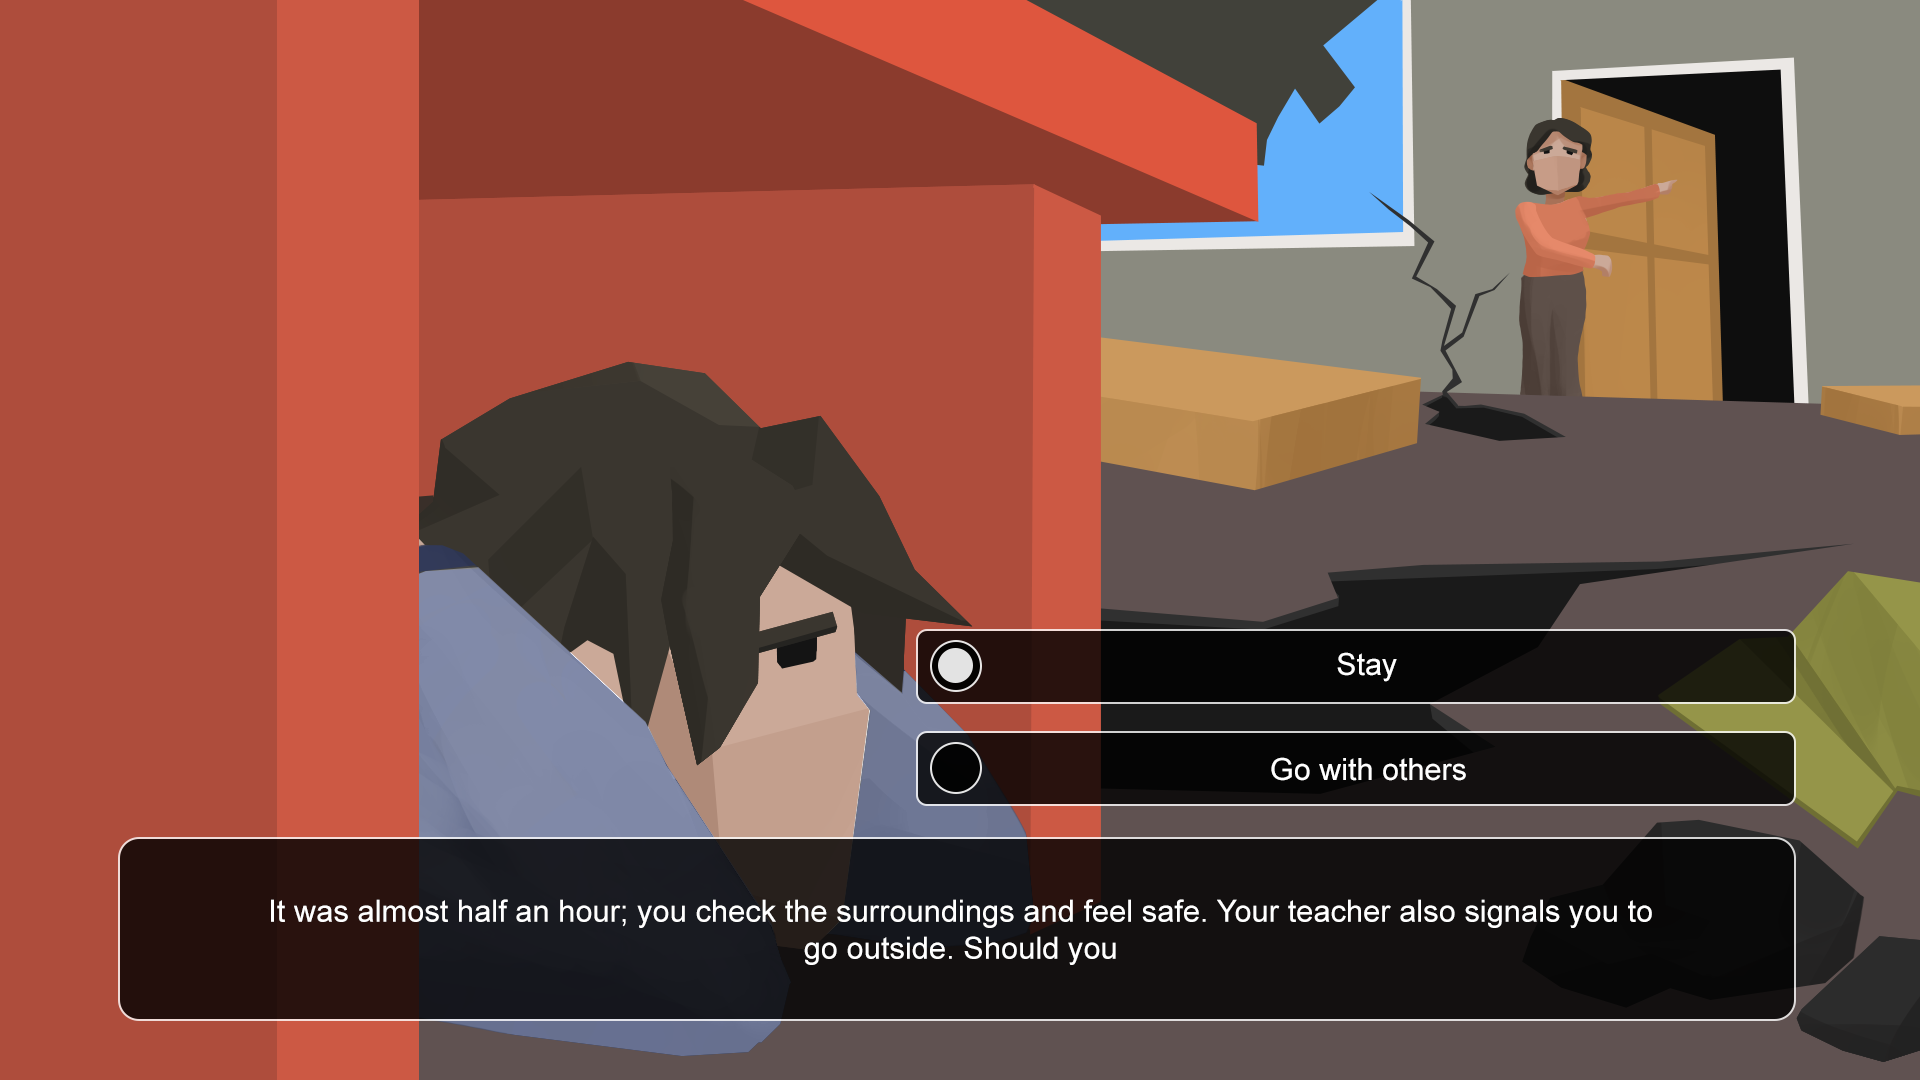 Stay
Go with others
It was almost half an hour; you check the surroundings and feel safe. Your teacher also signals you to
go outside. Should you